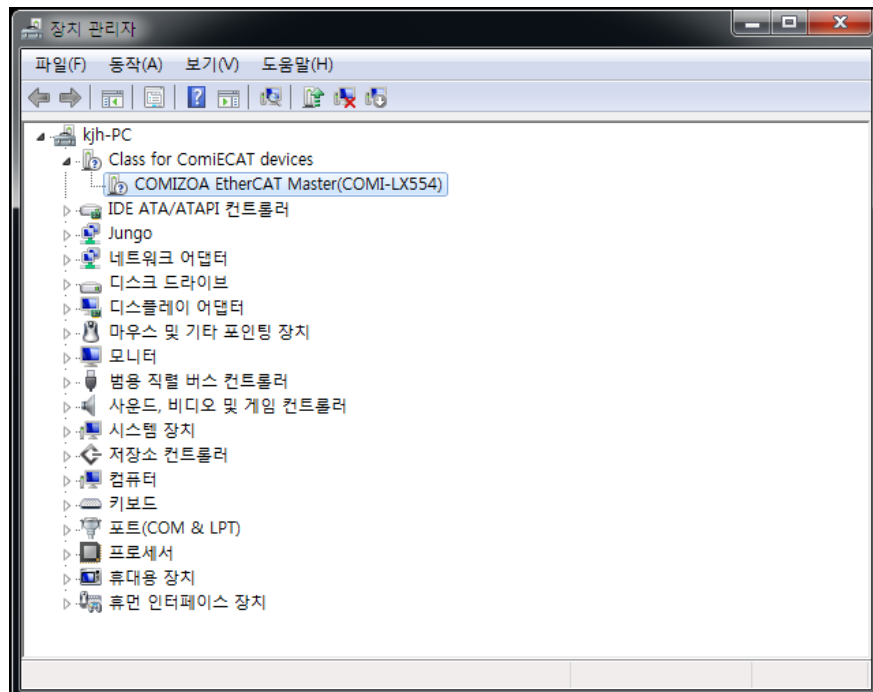 장치 관리자
파일(F) 동작(A) 보기(V) 도움말(H)
kjh-PC
Class for ComiECAT devices
COMIZOA EtherCAT Master(COMI-LX554)
IDE ATA/ATAPI 컨트롤러
Jungo
네트워크 어댑터
디스크 드라이브
디스플레이 어댑터
마우스 및 기타 포인팅 장치
모니터
범용 직렬 버스 컨트롤러
사운드, 비디오 및 게임 컨트롤러
시스템 장치
저장소 컨트롤러
컴퓨터
키보드
포트(COM & LPT)
프로세서
휴대용 장치
휴먼 인터페이스 장치